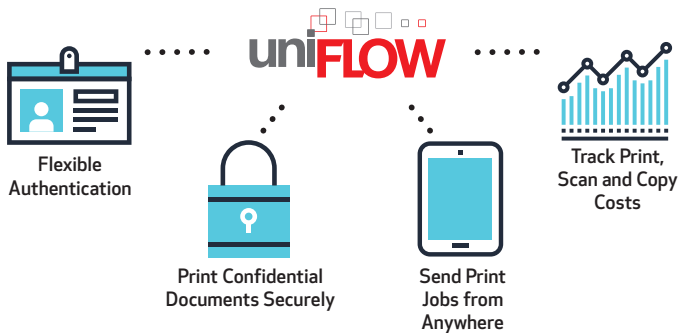 uniFLOW
Flexible
Authentication
Print Confidential
Documents Securely
Send Print
Jobs from
Anywhere
Track Print,
Scan and Copy
Costs